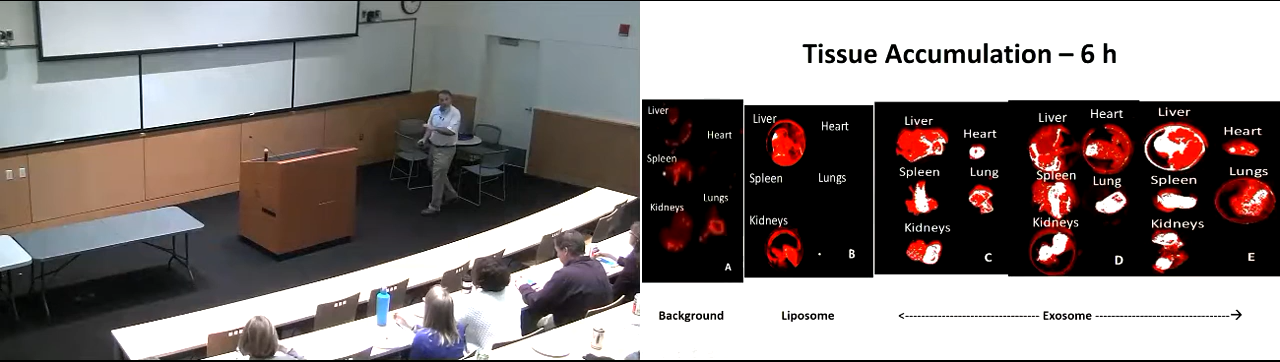 Tissue Accumulation – 6 h
Liver
Heart
Spleen
Lungs
Kidneys
A
Liver
Heart
Spleen
Lungs
Kidneys
B
Liver
Heart
Spleen
Lung
Kidneys
C
Liver
Heart
Spleen
Lung
Kidneys
D
Liver
Heart
Spleen
Lungs
Kidneys
E
Background
Liposome
Exosome